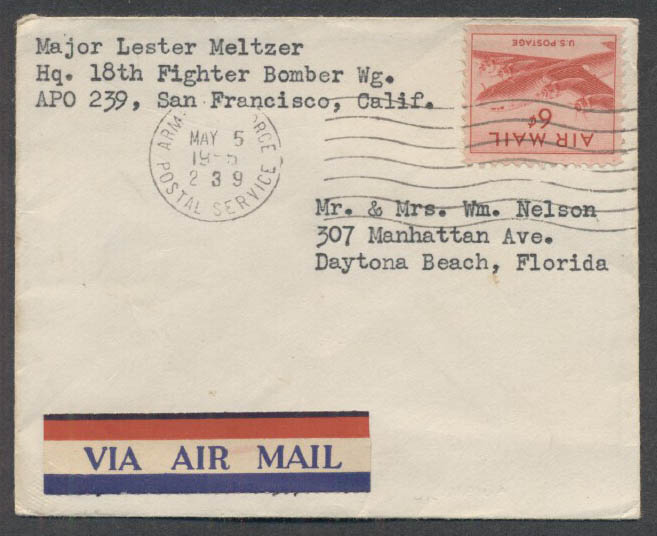 Major Lester Meltzer
Hq. 18th Fighter Bomber Wg.
APO 239, San Francisco, Calif.
U.S. POSTAGE
6¢
AIR MAIL
MAY 5
2 3 9
POSTAL SERVICE
Mr. & Mrs. Wm. Nelson
307 Manhattan Ave.
Daytona Beach, Florida
VIA AIR MAIL